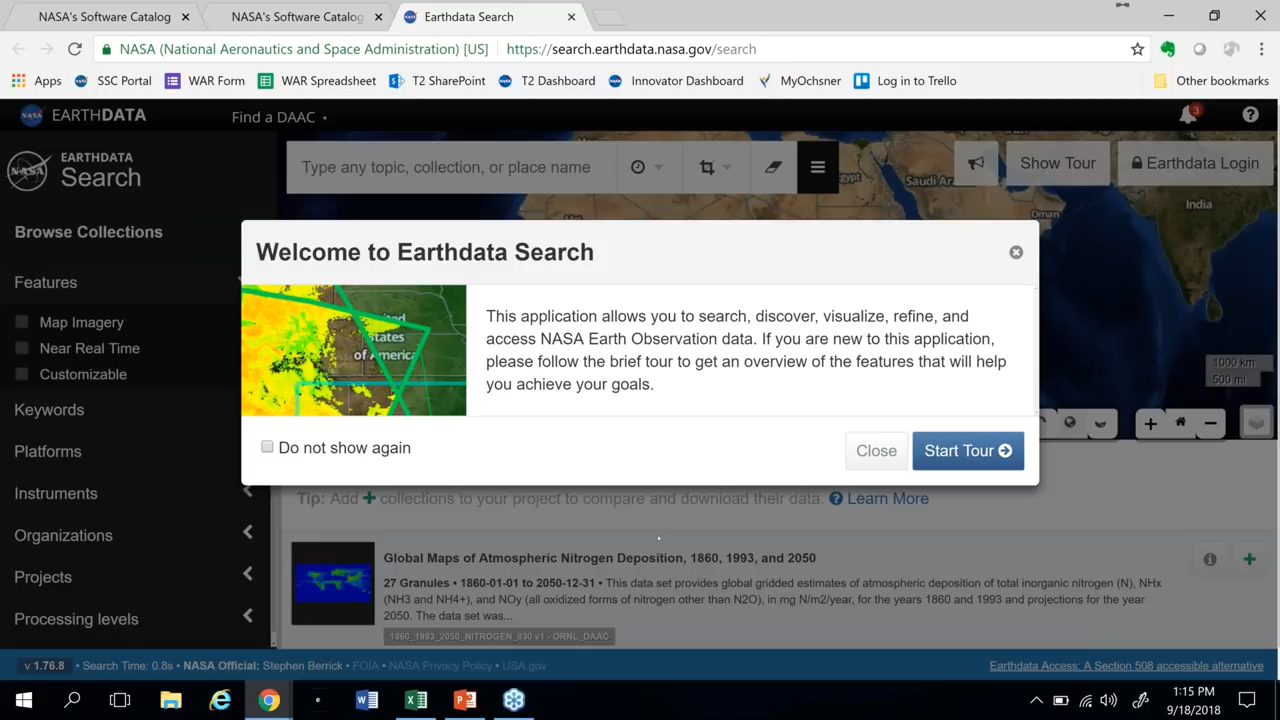 NASA's Software Catalog
NASA's Software Catalog
Earthdata Search
NASA (National Aeronautics and Space Administration) [US]
https://search.earthdata.nasa.gov/search
Apps
SSC Portal
WAR Form
WAR Spreadsheet
T2 SharePoint
T2 Dashboard
Innovator Dashboard
MyOchsner
Log in to Trello
Other bookmarks
EARTHDATA
Find a DAAC
3
EARTHDATA
Search
Type any topic, collection, or place name
Show Tour
Earthdata Login
Saudi Ar
Oman
India
Browse Collections
Features
Map Imagery
Near Real Time
Customizable
Keywords
Platforms
Instruments
Organizations
Projects
Processing levels
Welcome to Earthdata Search
States
of America
This application allows you to search, discover, visualize, refine, and
access NASA Earth Observation data. If you are new to this application,
please follow the brief tour to get an overview of the features that will help
you achieve your goals.
Do not show again
Close
Start Tour
1000 km
500 mi
Tip: Add + collections to your project to compare and download their data. Learn More
Global Maps of Atmospheric Nitrogen Deposition, 1860, 1993, and 2050
27 Granules • 1860-01-01 to 2050-12-31 • This data set provides global gridded estimates of atmospheric deposition of total inorganic nitrogen (N), NHx
(NH3 and NH4+), and NOy (all oxidized forms of nitrogen other than N2O), in mg N/m2/year, for the years 1860 and 1993 and projections for the year
2050. The data set was...
1860_1993_2050_NITROGEN_830 v1 - ORNL_DAAC
v 1.76.8 • Search Time: 0.8s • NASA Official: Stephen Berrick • FOIA • NASA Privacy Policy • USA.gov
Earthdata Access: A Section 508 accessible alternative
1:15 PM
9/18/2018